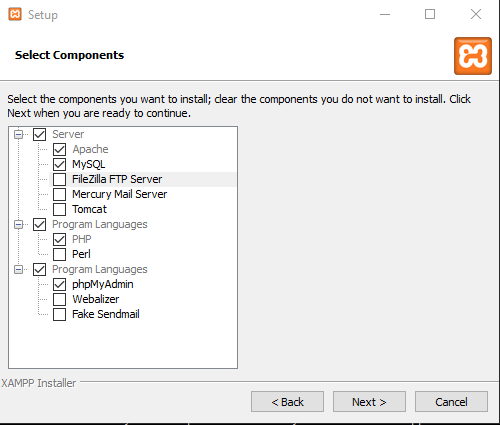 Setup
Select Components
Select the components you want to install; clear the components you do not want to install. Click
Next when you are ready to continue.
Server
Apache
MySQL
FileZilla FTP Server
Mercury Mail Server
Tomcat
Program Languages
PHP
Perl
Program Languages
phpMyAdmin
Webalizer
Fake Sendmail
XAMPP Installer
< Back
Next >
Cancel